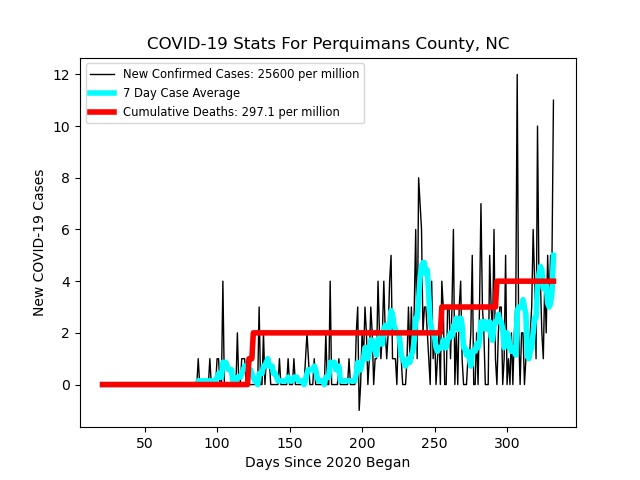 COVID-19 Stats For Perquimans County, NC
New Confirmed Cases: 25600 per million
7 Day Case Average
Cumulative Deaths: 297.1 per million
12
10
8
6
4
2
0
New COVID-19 Cases
50
100
150
200
250
300
Days Since 2020 Began